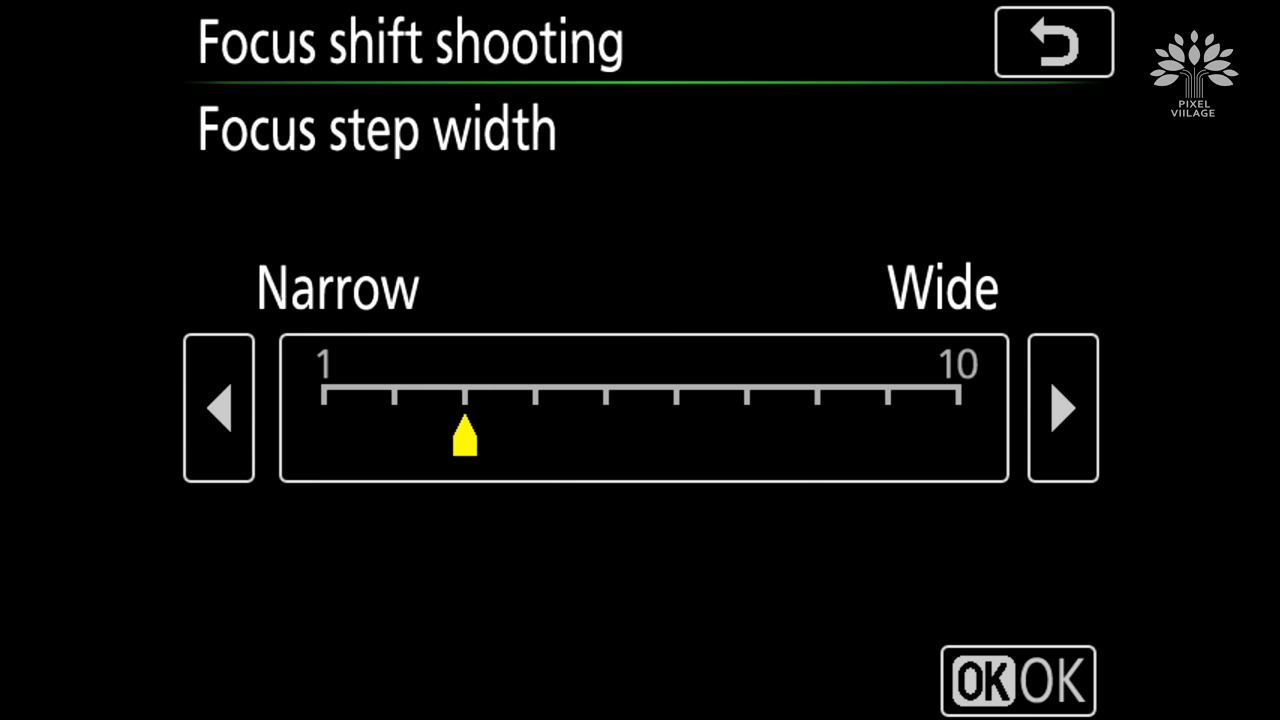 Focus shift shooting
PIXEL
VIILAGE
Focus step width
Narrow
Wide
1
10
OK OK